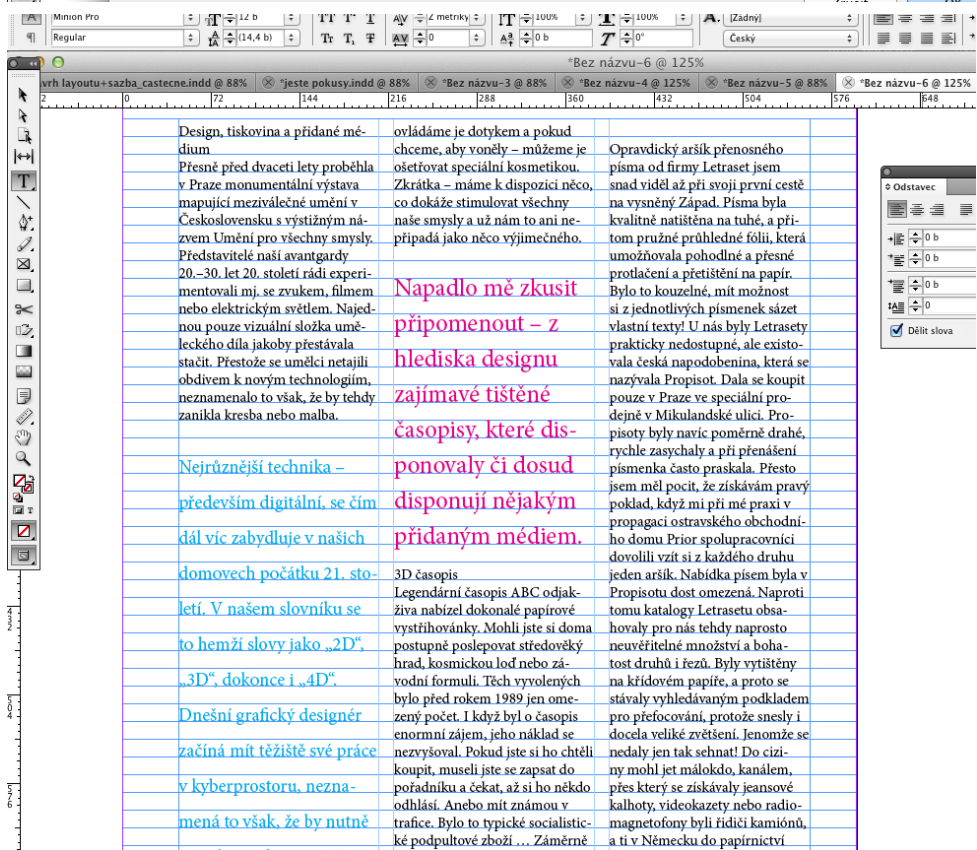 Minion Pro
12 b
2 metriky
100%
100%
[Žádný]
Regular
(14,4 b)
0
0 b
0°
Český
*Bez názvu-6 @ 125%
vrh layoutu+sazba_castecne.indd @ 88%
*jeste pokusy.indd @ 88%
*Bez názvu-3 @ 88%
*Bez názvu-4 @ 125%
*Bez názvu-5 @ 88%
*Bez názvu-6 @ 125%
0 72 144 216 288 360 432 504 576 648
Design, tiskovina a přidané mé-
dium
Přesně před dvaceti lety proběhla
v Praze monumentální výstava
mapující meziválečné umění v
Československu s výstižným ná-
zvem Umění pro všechny smysly.
Představitelé naší avantgardy
20.–30. let 20. století rádi experi-
mentovali mj. se zvukem, filmem
nebo elektrickým světlem. Najed-
nou pouze vizuální složka umě-
leckého díla jakoby přestávala
stačit. Přestože se umělci netajili
obdivem k novým technologiím,
neznamenalo to však, že by tehdy
zanikla kresba nebo malba.
Nejrůznější technika –
především digitální, se čím
dál víc zabydluje v našich
domovech počátku 21. sto-
letí. V našem slovníku se
to hemží slovy jako „2D“,
„3D“, dokonce i „4D“.
Dnešní grafický designér
začíná mít těžiště své práce
v kyberprostoru, nezna-
mená to však, že by nutně
ovládáme je dotykem a pokud
chceme, aby voněly – můžeme je
ošetřovat speciální kosmetikou.
Zkrátka – máme k dispozici něco,
co dokáže stimulovat všechny
naše smysly a už nám to ani ne-
připadá jako něco výjimečného.
Napadlo mě zkusit
připomenout – z
hlediska designu
zajímavé tištěné
časopisy, které dis-
ponovaly či dosud
disponují nějakým
přidaným médiem.
3D časopis
Legendární časopis ABC odjak-
živa nabízel dokonalé papírové
vystřihovánky. Mohli jste si doma
postupně poslepovat středověký
hrad, kosmickou loď nebo zá-
vodní formuli. Těch vyvolených
bylo před rokem 1989 jen ome-
zený počet. I když byl o časopis
enormní zájem, jeho náklad se
nezvyšoval. Pokud jste si ho chtěli
koupit, museli jste se zapsat do
pořadníku a čekat, až si ho někdo
odhlásí. Anebo mít známou v
trafice. Bylo to typické socialistic-
ké podpultové zboží … Záměrně
Opravdický aršík přenosného
písma od firmy Letraset jsem
snad viděl až při svojí první cestě
na vysněný Západ. Písma byla
kvalitně natištěna na tuhé, a při-
tom pružné průhledné fólii, která
umožňovala pohodlné a přesné
protlačení a přetištění na papír.
Bylo to kouzelné, mít možnost
si z jednotlivých písmenek sázet
vlastní texty! U nás byly Letrasety
prakticky nedostupné, ale existo-
vala česká napodobenina, která se
nazývala Propisot. Dala se koupit
pouze v Praze ve speciální pro-
dejně v Mikulandské ulici. Pro-
pisoty byly navíc poměrně drahé,
rychle zasychaly a při přenášení
písmenka často praskala. Přesto
jsem měl pocit, že získávám pravý
poklad, když mi při mé praxi v
propagaci ostravského obchodní-
ho domu Prior spolupracovníci
dovolili vzít si z každého druhu
jeden aršík. Nabídka písem byla v
Propisotu dost omezená. Naproti
tomu katalogy Letrasetu obsa-
hovaly pro nás tehdy naprosto
neuvěřitelné množství a boha-
tost druhů i řezů. Byly vytištěny
na křídovém papíře, a proto se
stávaly vyhledávaným podkladem
pro přefocování, protože snesly i
docela veliké zvětšení. Jenomže se
nedaly jen tak sehnat! Do cizi-
ny mohl jet málokdo, kanálem,
přes který se získávaly jeansové
kalhoty, videokazety nebo radio-
magnetofony byli řidiči kamiónů,
a ti v Německu do papírnictví
Odstavec
0 b
0 b
0 b
0
Dělit slova